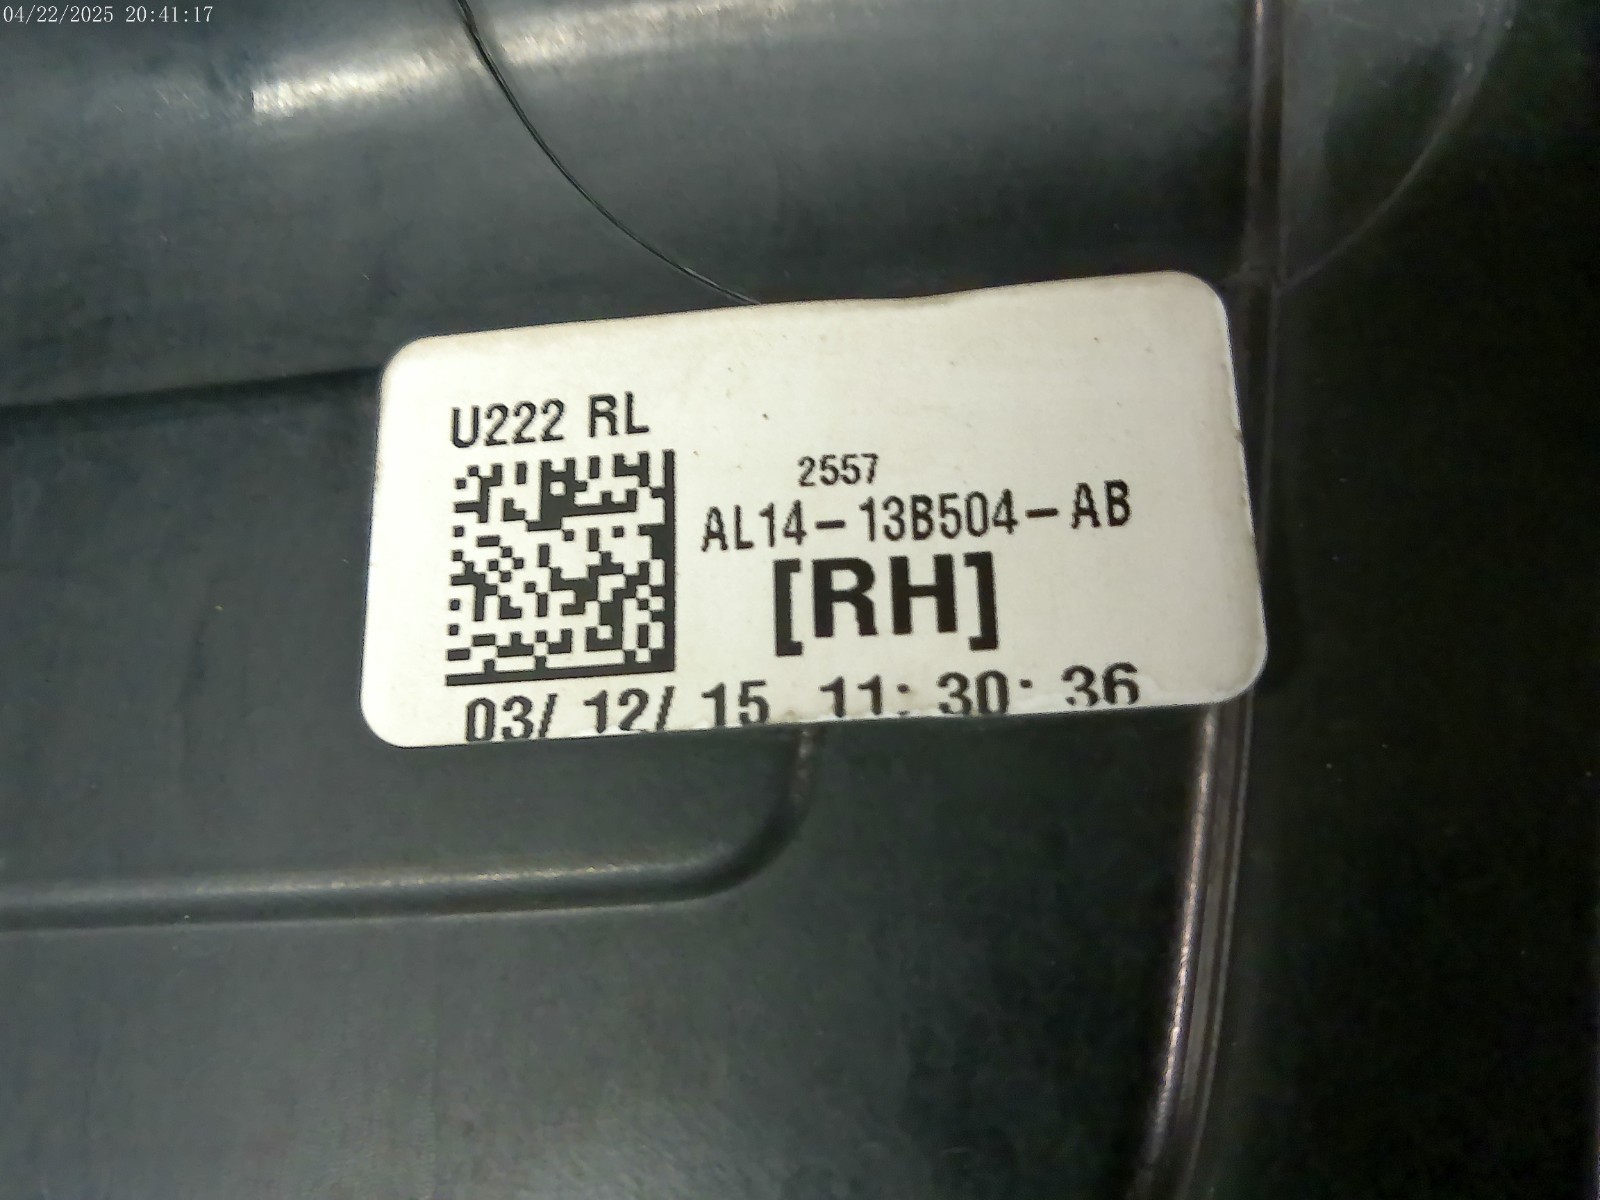 04/22/2025 20:41:17
U222 RL
2557
AL14-13B504-AB
[RH]
03/ 12/ 15 11: 30: 36